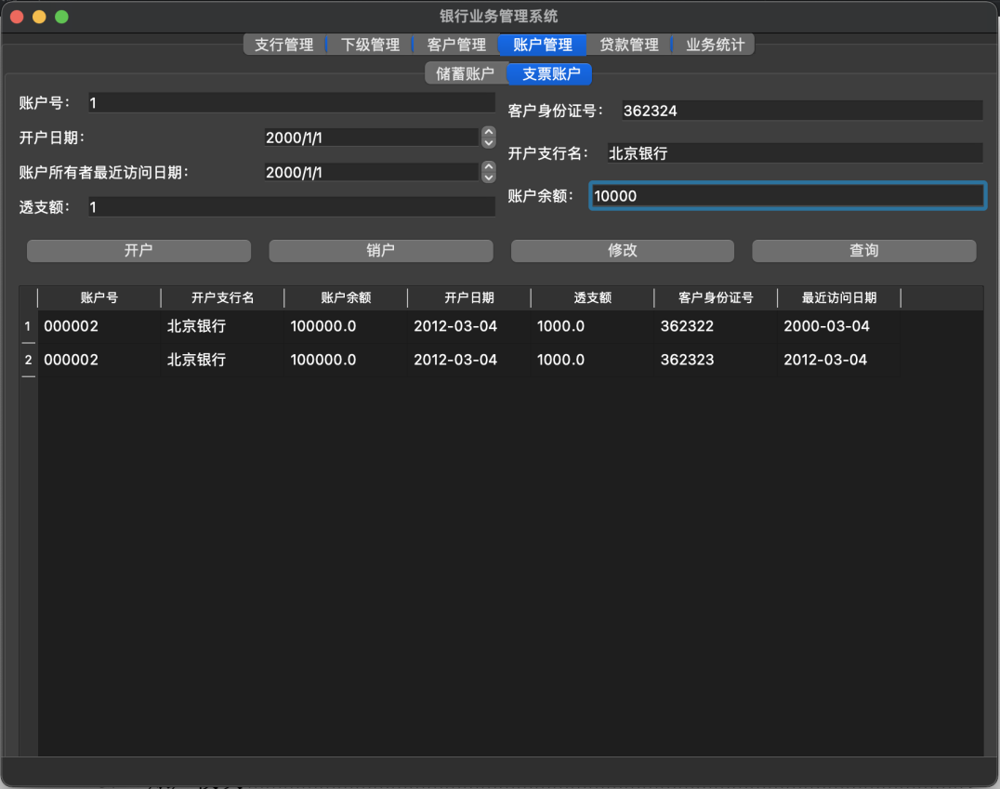 银行业务管理系统
支行管理 下级管理 客户管理 账户管理 贷款管理 业务统计
储蓄账户 支票账户
账户号： 1
客户身份证号： 362324
开户日期： 2000/1/1
开户支行名： 北京银行
账户所有者最近访问日期： 2000/1/1
账户余额： 10000
透支额： 1
开户 销户 修改 查询
账户号 开户支行名 账户余额 开户日期 透支额 客户身份证号 最近访问日期
1 000002 北京银行 100000.0 2012-03-04 1000.0 362322 2000-03-04
2 000002 北京银行 100000.0 2012-03-04 1000.0 362323 2012-03-04